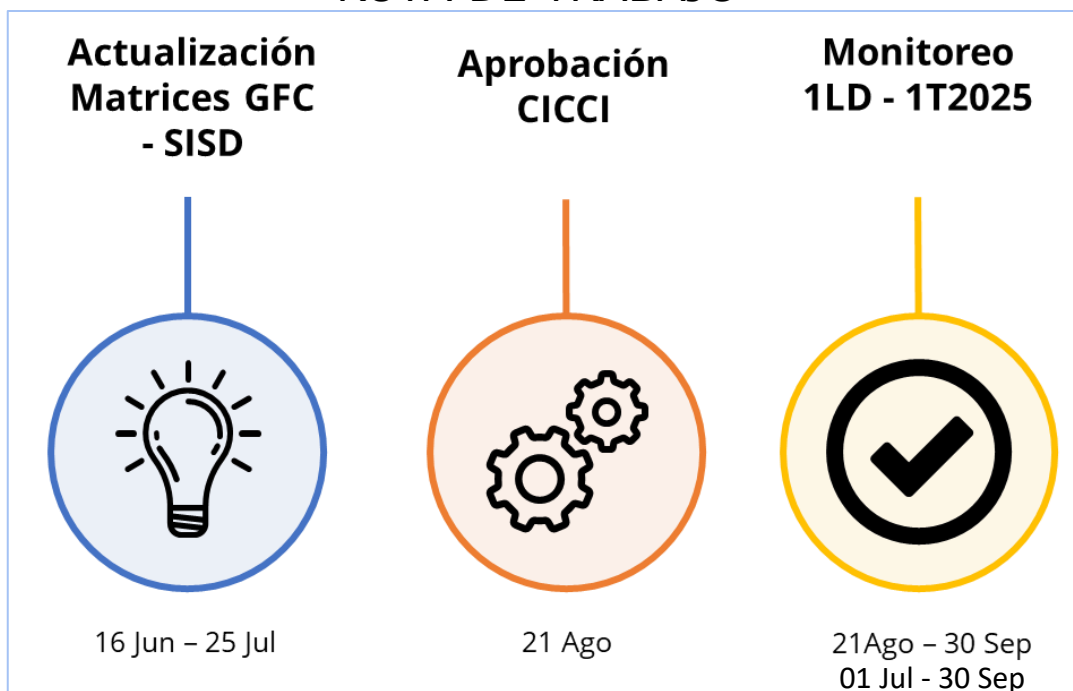 Actualización
Matrices GFC
- SISD
Aprobación
CICCI
Monitoreo
1LD - 1T2025
16 Jun – 25 Jul
21 Ago
21Ago – 30 Sep
01 Jul - 30 Sep